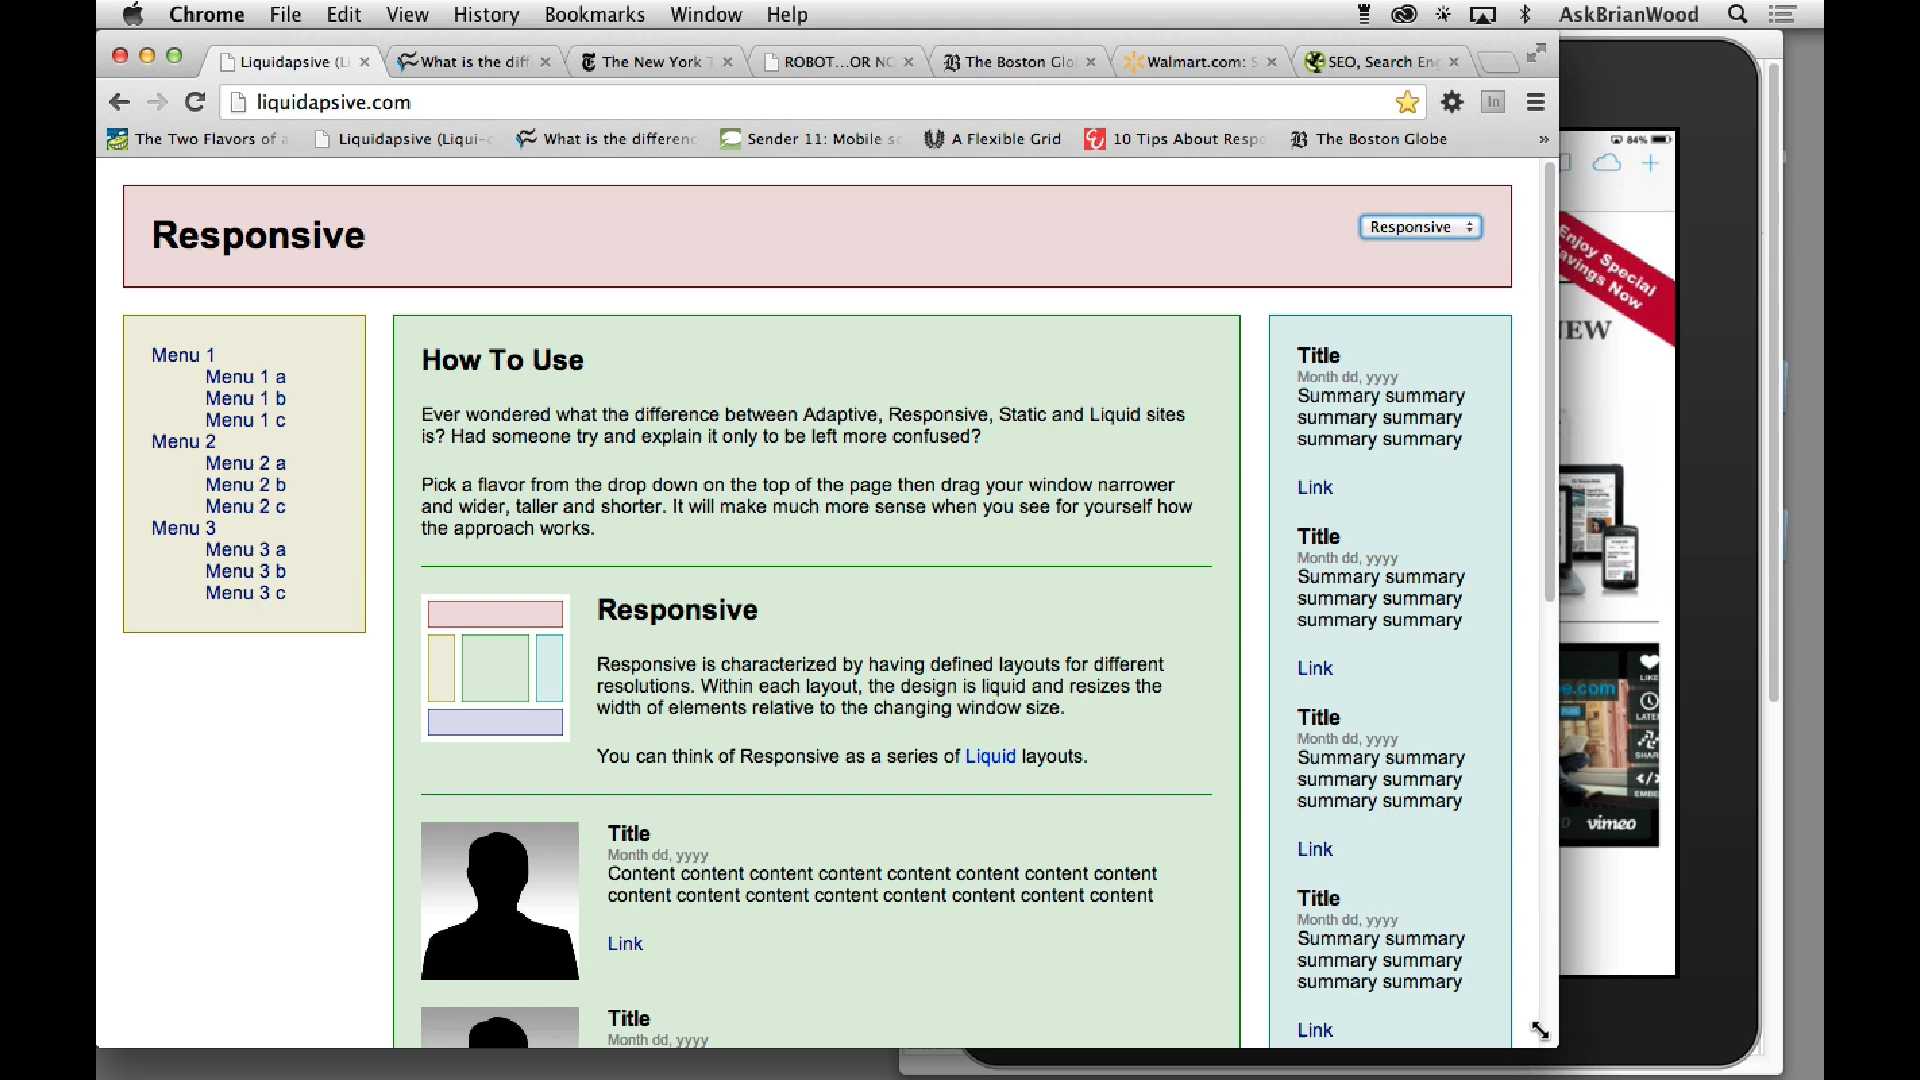 Chrome File Edit View History Bookmarks Window Help AskBrianWood
Liquidapsive (Li What is the diff The New York T ROBOT...OR NO The Boston Glo Walmart.com: S SEO, Search En
liquidapsive.com
The Two Flavors of a Liquidapsive (Liqui- What is the differen Sender 11: Mobile sc A Flexible Grid 10 Tips About Resp The Boston Globe »
84%
Responsive
Responsive
Menu 1
Menu 1 a
Menu 1 b
Menu 1 c
Menu 2
Menu 2 a
Menu 2 b
Menu 2 c
Menu 3
Menu 3 a
Menu 3 b
Menu 3 c
How To Use
Ever wondered what the difference between Adaptive, Responsive, Static and Liquid sites
is? Had someone try and explain it only to be left more confused?
Pick a flavor from the drop down on the top of the page then drag your window narrower
and wider, taller and shorter. It will make much more sense when you see for yourself how
the approach works.
Responsive
Responsive is characterized by having defined layouts for different
resolutions. Within each layout, the design is liquid and resizes the
width of elements relative to the changing window size.
You can think of Responsive as a series of Liquid layouts.
Title
Month dd, yyyy
Content content content content content content content content
content content content content content content content content
Link
Title
Month dd, yyyy
Title
Month dd, yyyy
Summary summary
summary summary
summary summary
Link
Title
Month dd, yyyy
Summary summary
summary summary
summary summary
Link
Title
Month dd, yyyy
Summary summary
summary summary
summary summary
Link
Title
Month dd, yyyy
Summary summary
summary summary
summary summary
Link
Enjoy Special
avings Now
EW
e.com
LIKE
LATE
SHAR
EMBE
vimeo